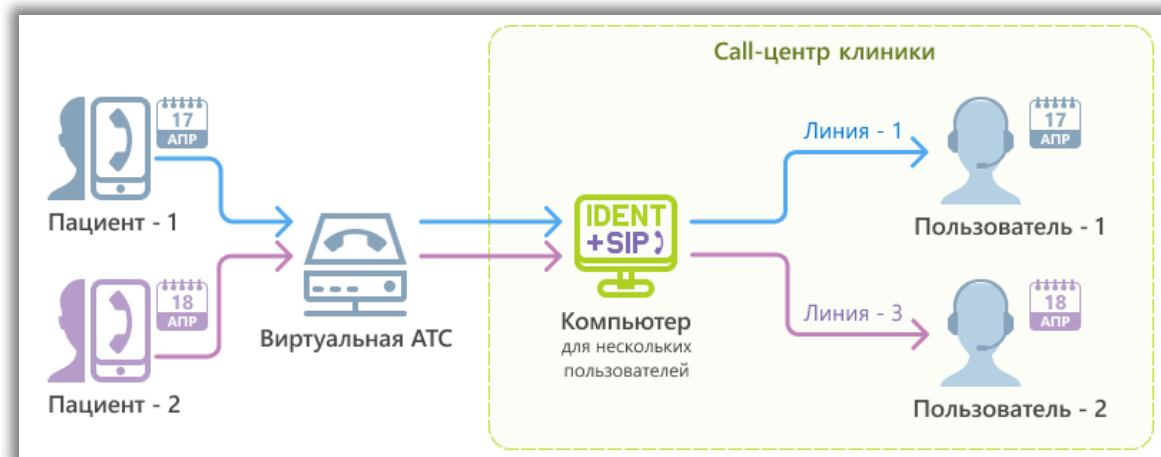 Call-центр клиники
17
АПР
Линия - 1
17
АПР
Пациент - 1
IDENT
+SIP
Пользователь - 1
18
АПР
Линия - 3
18
АПР
Виртуальная АТС
Компьютер
для нескольких
пользователей
Пациент - 2
Пользователь - 2